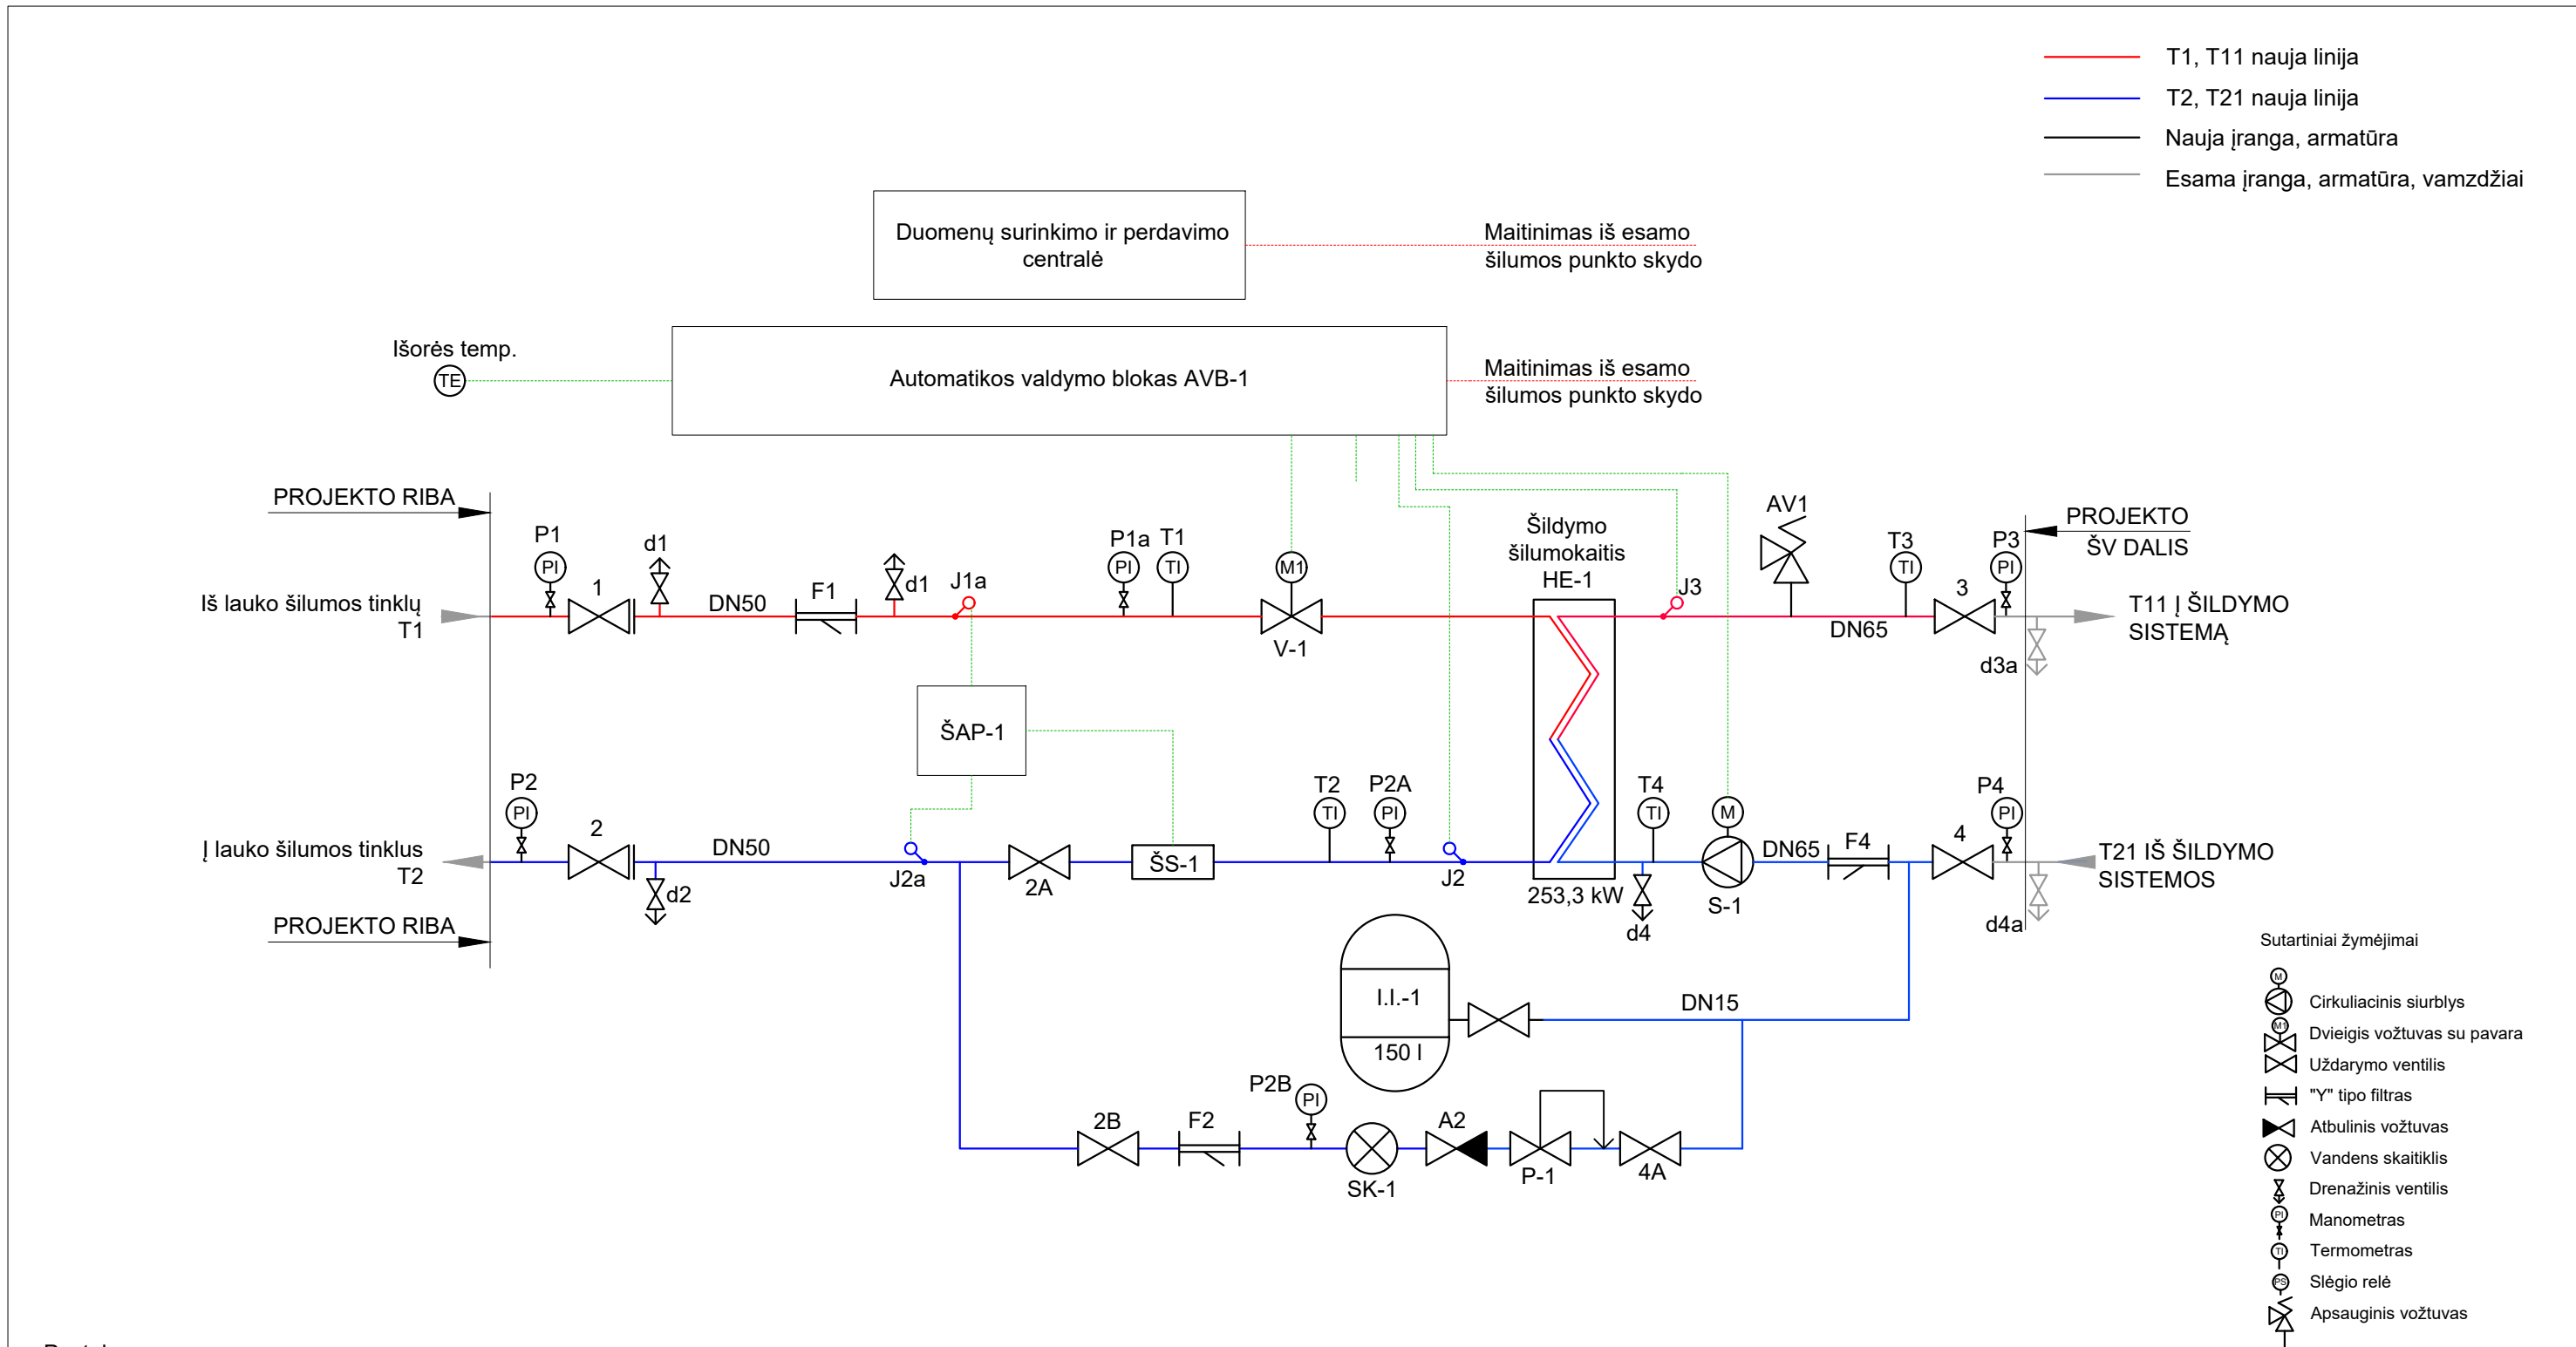 T1, T11 nauja linija
T2, T21 nauja linija
Nauja įranga, armatūra
Esama įranga, armatūra, vamzdžiai
Duomenų surinkimo ir perdavimo
centralė
Maitinimas iš esamo
šilumos punkto skydo
Išorės temp.
TE
Automatikos valdymo blokas AVB-1
Maitinimas iš esamo
šilumos punkto skydo
PROJEKTO RIBA
P1
PI
1
d1
DN50
F1
d1
J1a
P1a
PI
T1
TI
M1
V-1
Šildymo
šilumokaitis
HE-1
J3
AV1
DN65
T3
TI
3
P3
PI
PROJEKTO
ŠV DALIS
Iš lauko šilumos tinklų
T1
T11 Į ŠILDYMO
SISTEMĄ
d3a
ŠAP-1
P2
PI
2
DN50
d2
J2a
2A
ŠS-1
T2
TI
P2A
PI
J2
253,3 kW
T4
TI
d4
M
S-1
DN65
F4
4
P4
PI
d4a
Į lauko šilumos tinklus
T2
T21 IŠ ŠILDYMO
SISTEMOS
PROJEKTO RIBA
I.I.-1
150 l
DN15
2B
F2
P2B
PI
SK-1
A2
P-1
4A
Sutartiniai žymėjimai
M
Cirkuliacinis siurblys
M1
Dvieigis vožtuvas su pavara
Uždarymo ventilis
"Y" tipo filtras
Atbulinis vožtuvas
Vandens skaitiklis
Drenažinis ventilis
PI
Manometras
TI
Termometras
PS
Slėgio relė
Apsauginis vožtuvas